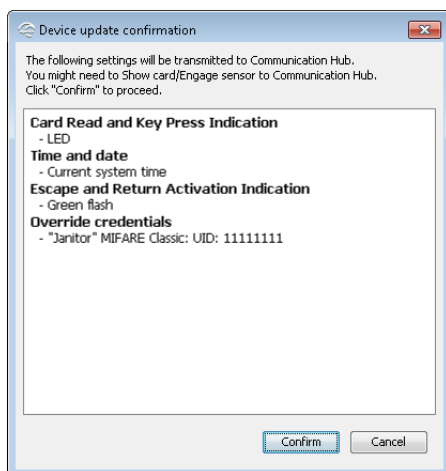 Device update confirmation
The following settings will be transmitted to Communication Hub.
You might need to Show card/Engage sensor to Communication Hub.
Click "Confirm" to proceed.
Card Read and Key Press Indication
- LED
Time and date
- Current system time
Escape and Return Activation Indication
- Green flash
Override credentials
- "Janitor" MIFARE Classic: UID: 11111111
Confirm Cancel